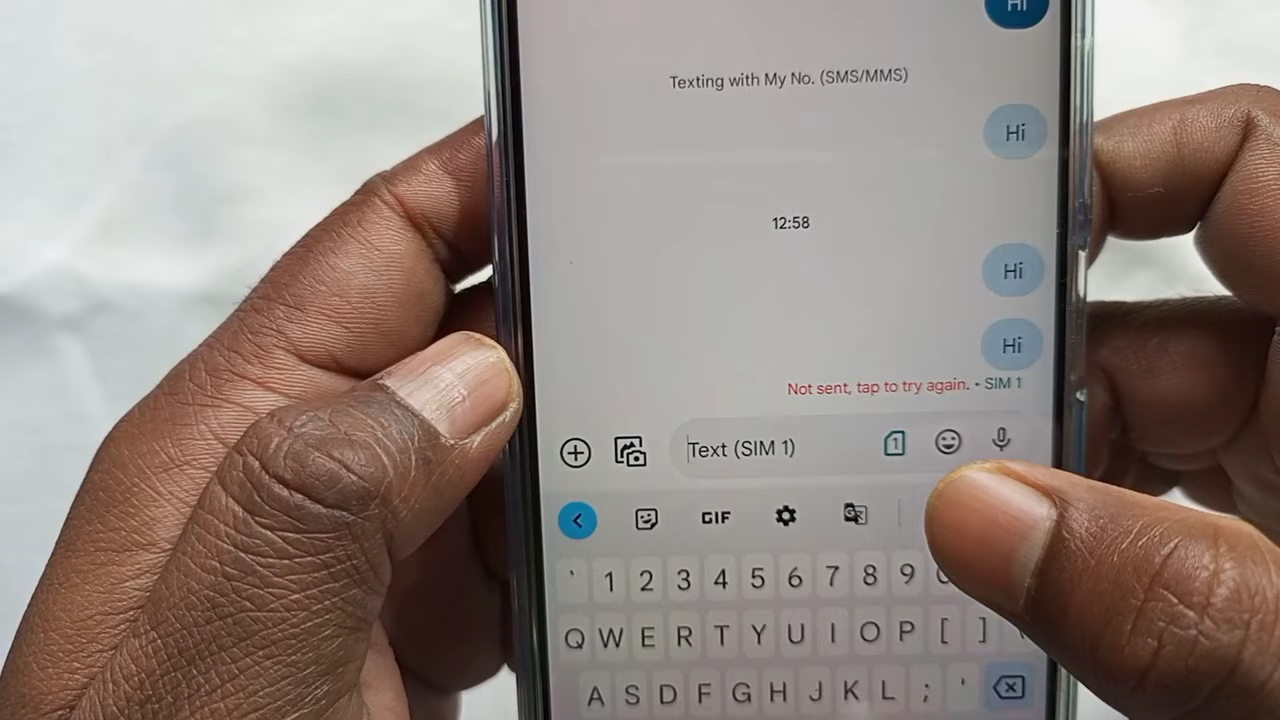 Hi
Texting with My No. (SMS/MMS)
Hi
12:58
Hi
Hi
Not sent, tap to try again. • SIM 1
Text (SIM 1) 1
GIF G
` 1 2 3 4 5 6 7 8 9
Q W E R T Y U I O P [ ] \
A S D F G H J K L ; '